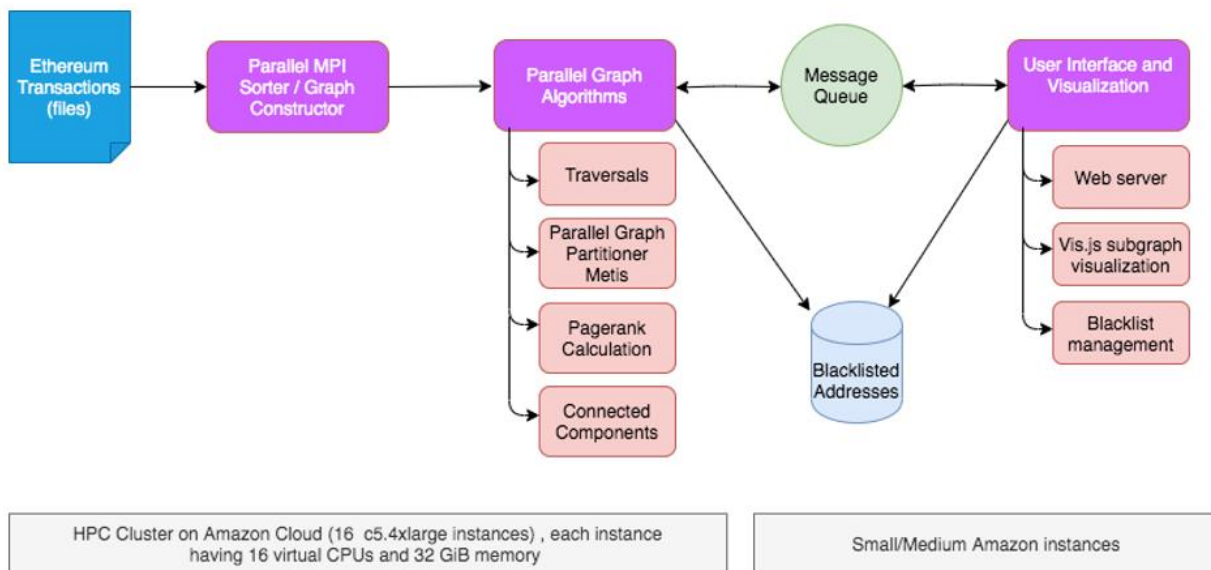 Ethereum
Transactions
(files)
Parallel MPI
Sorter / Graph
Constructor
Parallel Graph
Algorithms
Message
Queue
User Interface and
Visualization
Traversals
Parallel Graph
Partitioner
Metis
Pagerank
Calculation
Connected
Components
Blacklisted
Addresses
Web server
Vis.js subgraph
visualization
Blacklist
management
HPC Cluster on Amazon Cloud (16 c5.4xlarge instances) , each instance
having 16 virtual CPUs and 32 GiB memory
Small/Medium Amazon instances